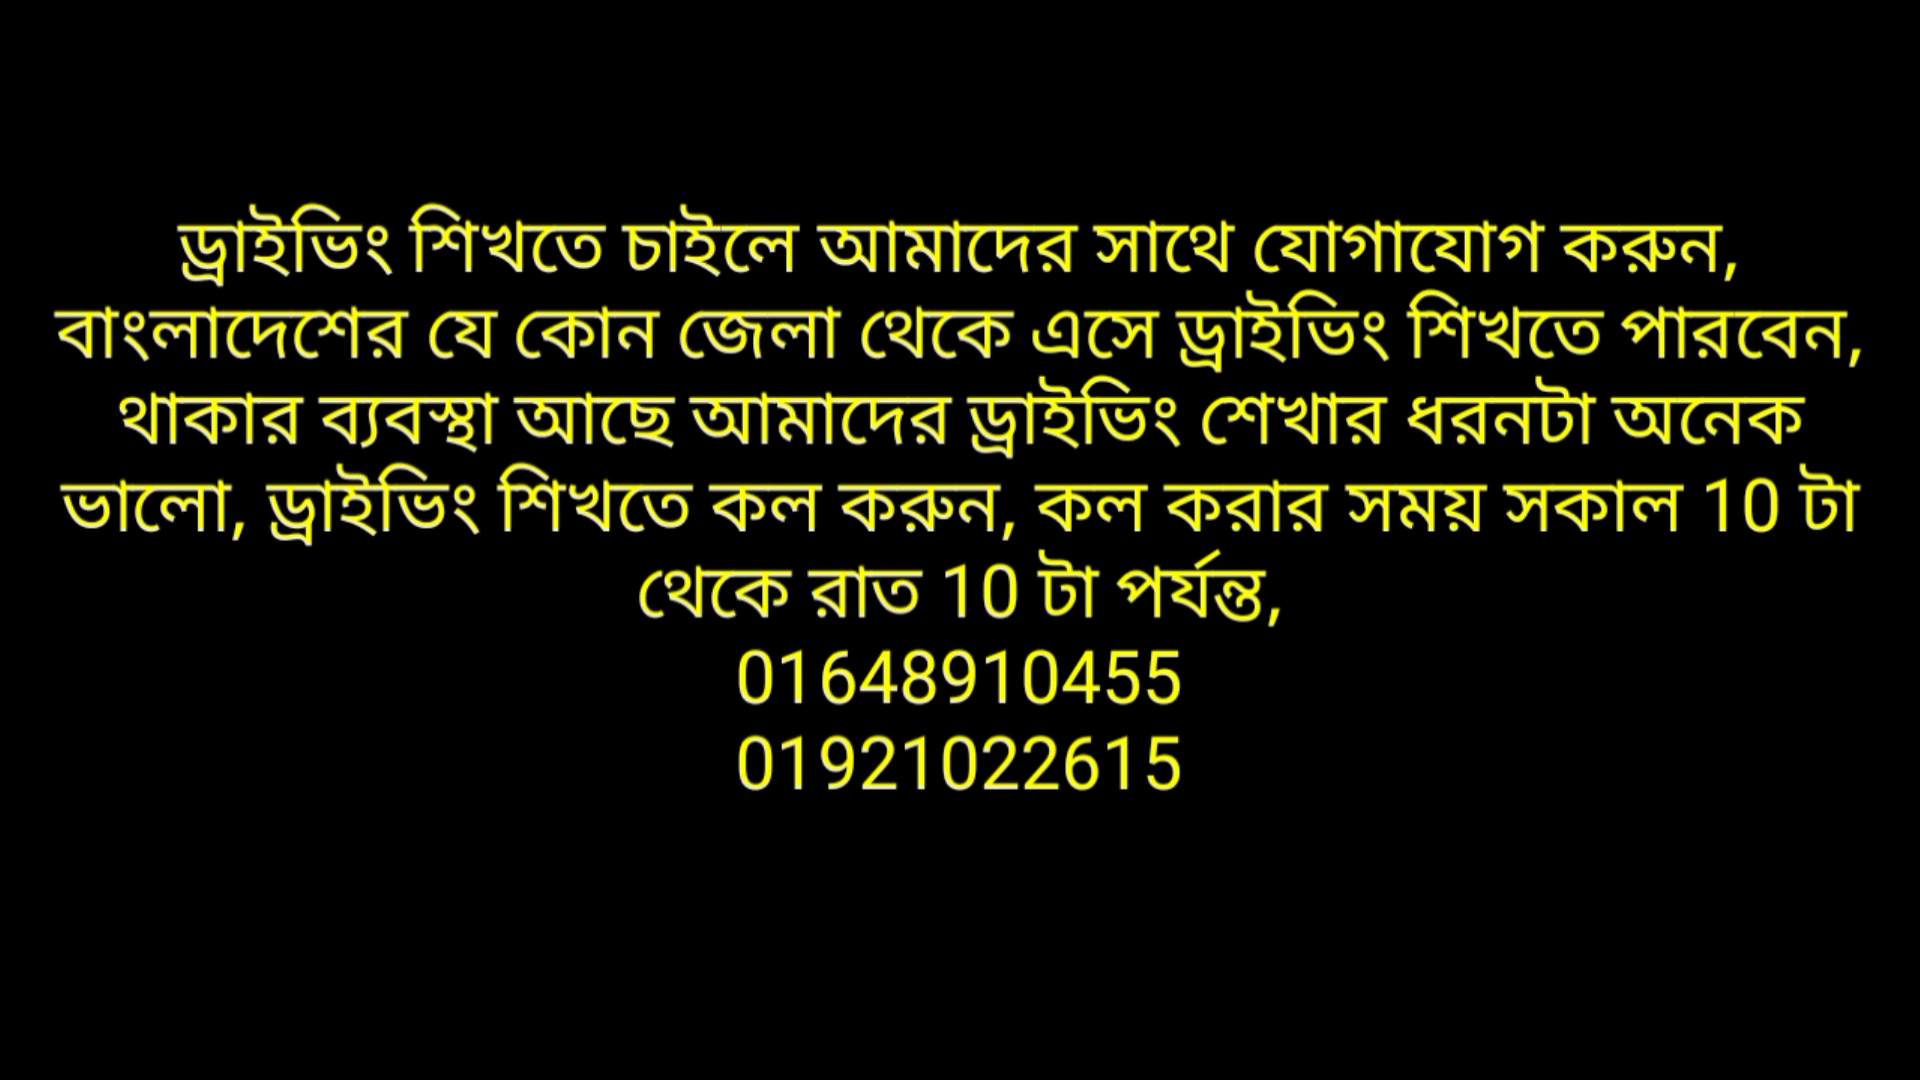 ড্রাইভিং শিখতে চাইলে আমাদের সাথে যোগাযোগ করুন,
বাংলাদেশের যে কোন জেলা থেকে এসে ড্রাইভিং শিখতে পারবেন,
থাকার ব্যবস্থা আছে আমাদের ড্রাইভিং শেখার ধরনটা অনেক
ভালো, ড্রাইভিং শিখতে কল করুন, কল করার সময় সকাল 10 টা
থেকে রাত 10 টা পর্যন্ত,
01648910455
01921022615